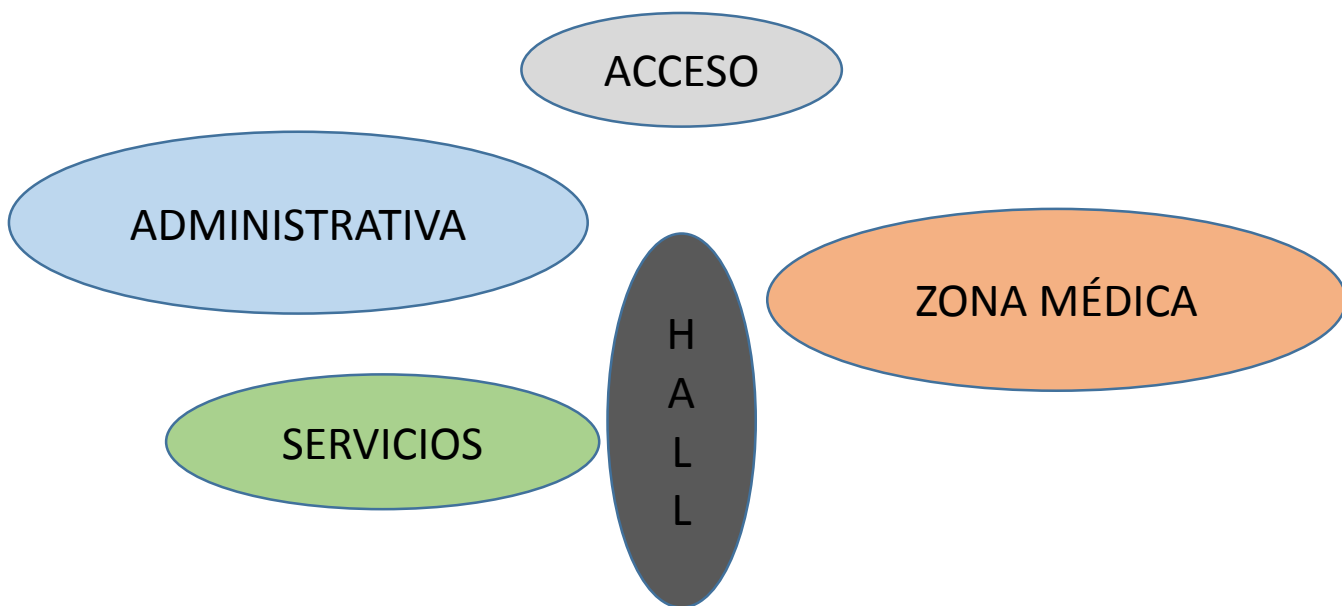 ACCESO
ADMINISTRATIVA
ZONA MÉDICA
H
A
L
L
SERVICIOS